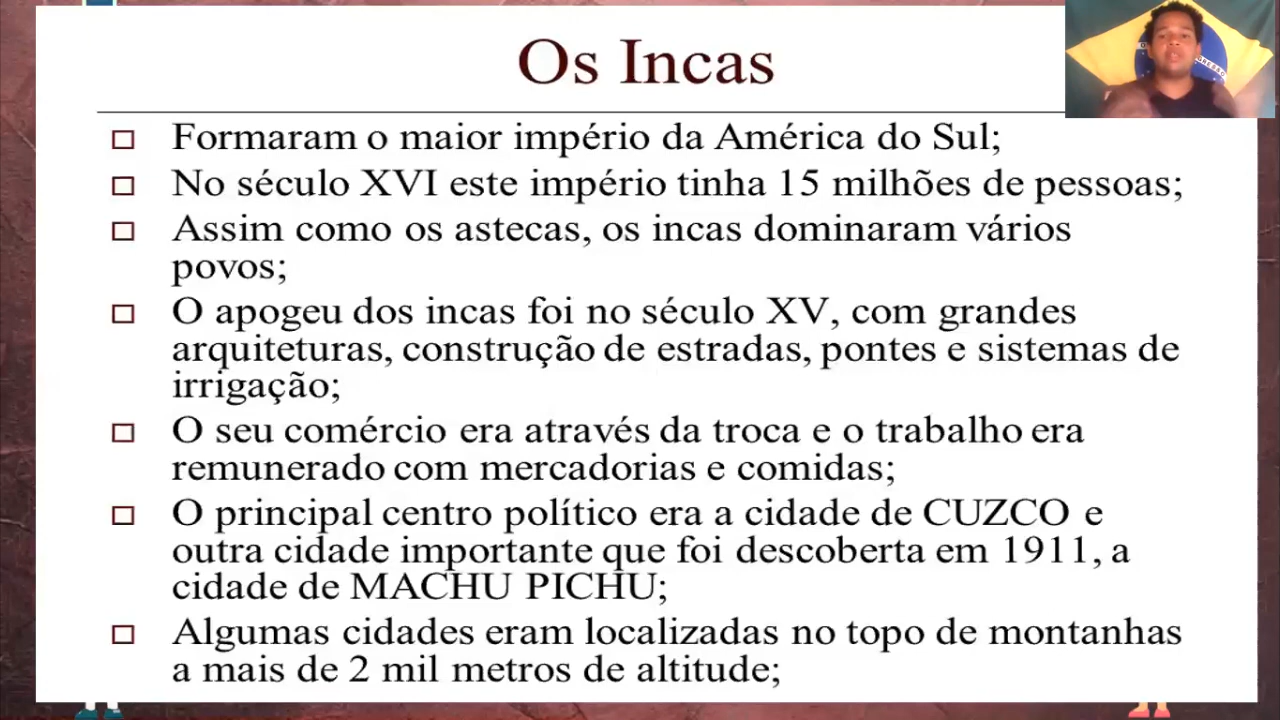 Os Incas
Formaram o maior império da América do Sul;
No século XVI este império tinha 15 milhões de pessoas;
Assim como os astecas, os incas dominaram vários
povos;
O apogeu dos incas foi no século XV, com grandes
arquiteturas, construção de estradas, pontes e sistemas de
irrigação;
O seu comércio era através da troca e o trabalho era
remunerado com mercadorias e comidas;
O principal centro político era a cidade de CUZCO e
outra cidade importante que foi descoberta em 1911, a
cidade de MACHU PICHU;
Algumas cidades eram localizadas no topo de montanhas
a mais de 2 mil metros de altitude;